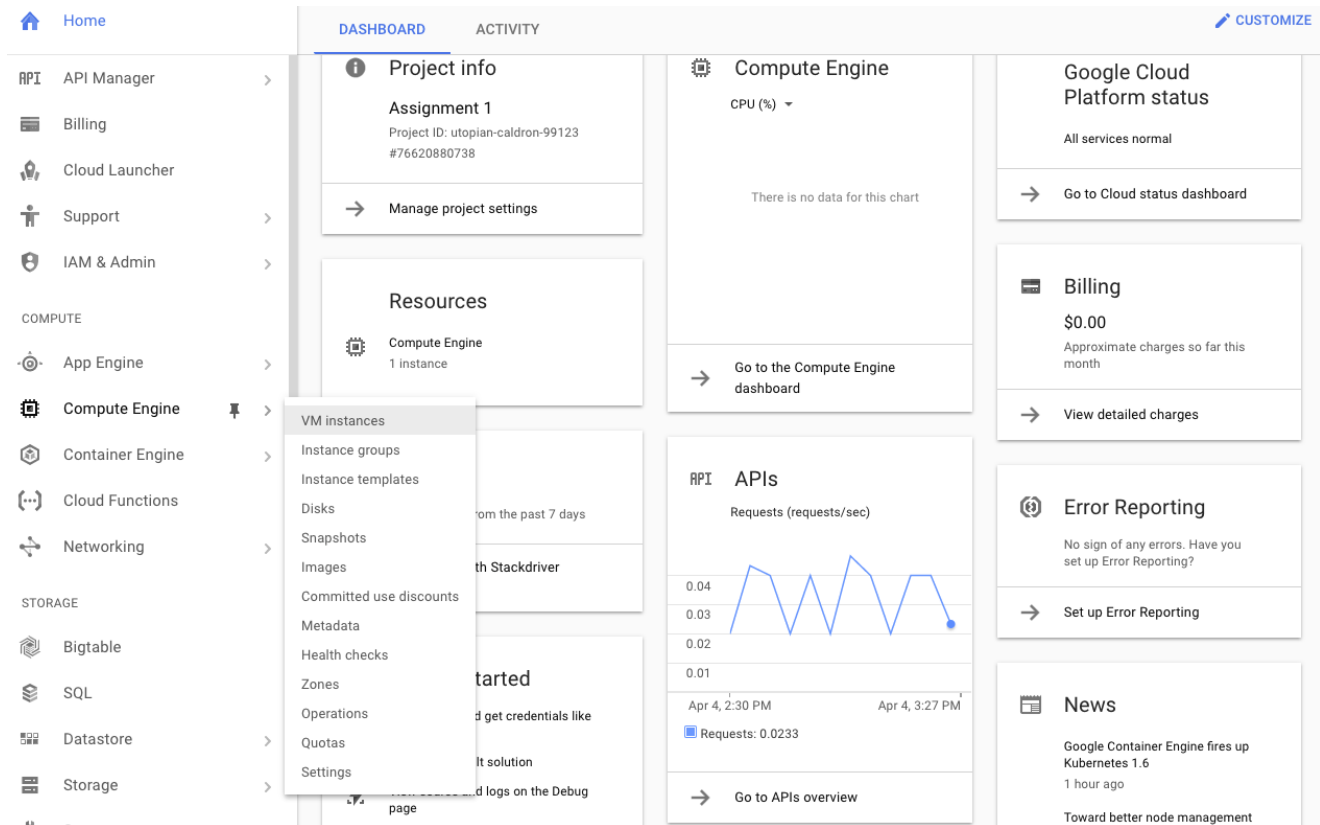 Home
API API Manager
Billing
Cloud Launcher
Support
IAM & Admin
COMPUTE
App Engine
Compute Engine
Container Engine
Cloud Functions
Networking
STORAGE
Bigtable
SQL
Datastore
Storage
VM instances
Instance groups
Instance templates
Disks
Snapshots
Images
Committed use discounts
Metadata
Health checks
Zones
Operations
Quotas
Settings
DASHBOARD
ACTIVITY
CUSTOMIZE
Project info
Assignment 1
Project ID: utopian-caldron-99123
#76620880738
Manage project settings
Resources
Compute Engine
1 instance
from the past 7 days
th Stackdriver
tarted
d get credentials like
lt solution
and logs on the Debug
page
Compute Engine
CPU (%)
There is no data for this chart
Go to the Compute Engine
dashboard
API APIs
Requests (requests/sec)
0.04
0.03
0.02
0.01
Apr 4, 2:30 PM
Apr 4, 3:27 PM
Requests: 0.0233
Go to APIs overview
Google Cloud
Platform status
All services normal
Go to Cloud status dashboard
Billing
$0.00
Approximate charges so far this
month
View detailed charges
Error Reporting
No sign of any errors. Have you
set up Error Reporting?
Set up Error Reporting
News
Google Container Engine fires up
Kubernetes 1.6
1 hour ago
Toward better node management